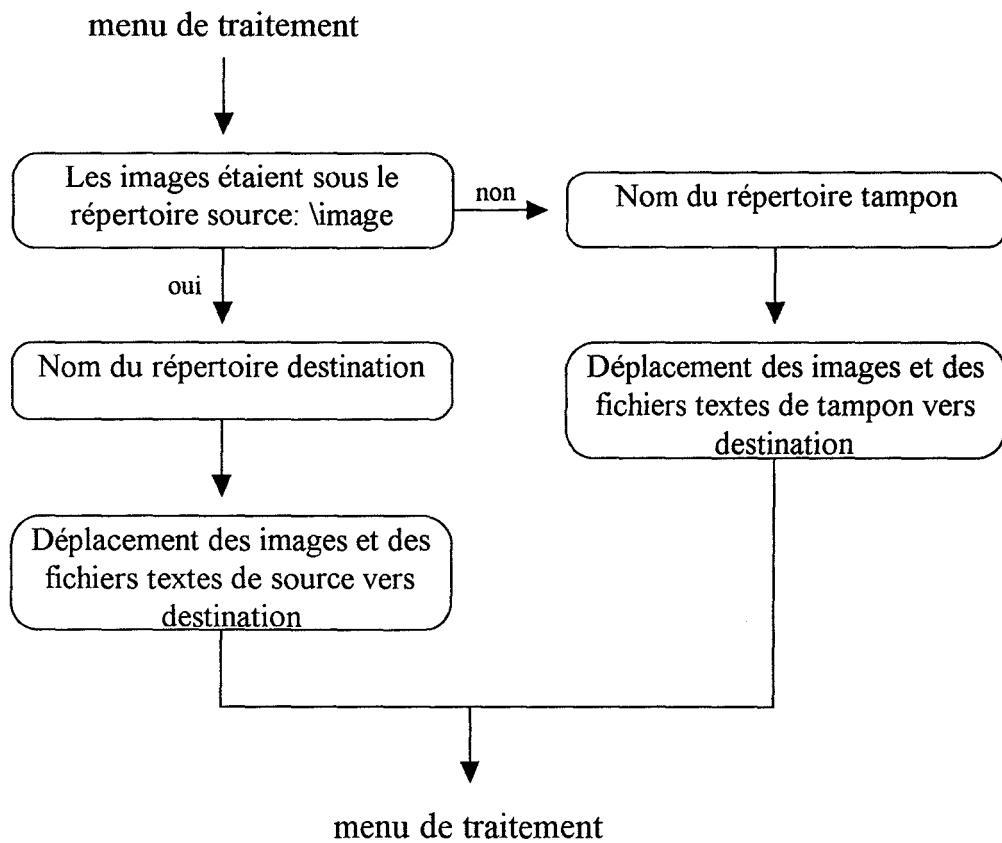 menu de traitement
Les images étaient sous le
répertoire source: \image
non
Nom du répertoire tampon
oui
Nom du répertoire destination
Déplacement des images et des
fichiers textes de tampon vers
destination
Déplacement des images et des
fichiers textes de source vers
destination
menu de traitement